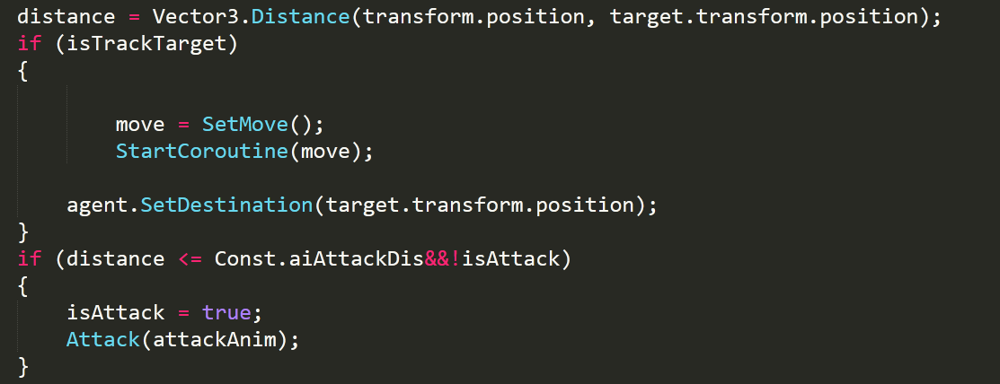 distance = Vector3.Distance(transform.position, target.transform.position);
if (isTrackTarget)
{
move = SetMove();
StartCoroutine(move);
agent.SetDestination(target.transform.position);
}
if (distance <= Const.aiAttackDis&&!isAttack)
{
isAttack = true;
Attack(attackAnim);
}